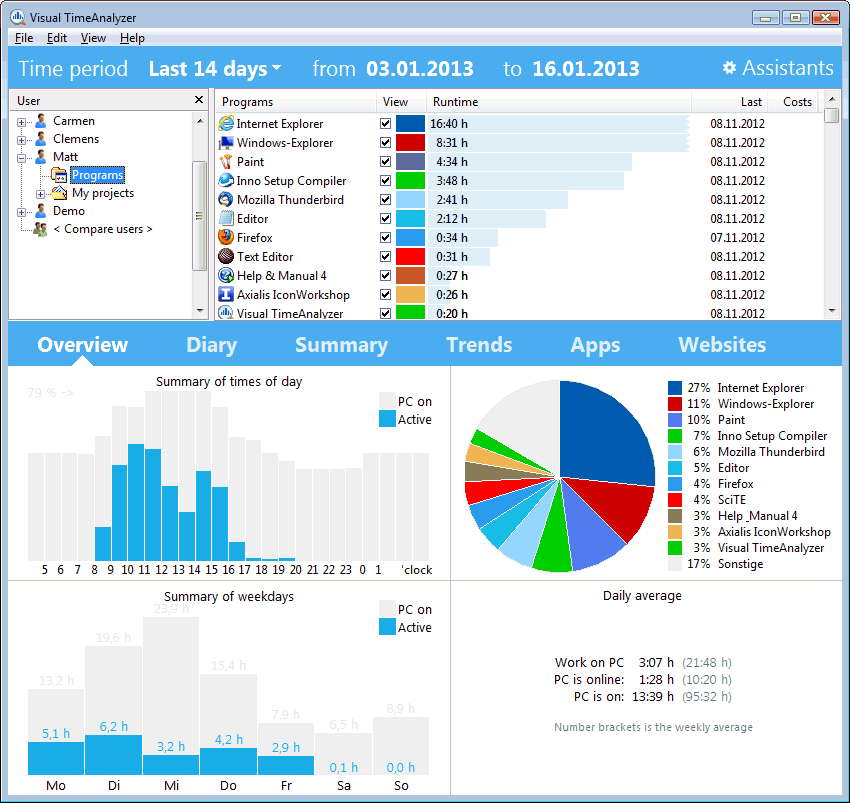 Visual TimeAnalyzer
File Edit View Help
Time period Last 14 days from 03.01.2013 to 16.01.2013 Assistants
User
Carmen
Clemens
Matt
Programs
My projects
Demo
< Compare users >
Programs View Runtime Last Costs
Internet Explorer 16:40 h 08.11.2012
Windows-Explorer 8:31 h 08.11.2012
Paint 4:34 h 08.11.2012
Inno Setup Compiler 3:48 h 08.11.2012
Mozilla Thunderbird 2:41 h 08.11.2012
Editor 2:12 h 08.11.2012
Firefox 0:34 h 07.11.2012
Text Editor 0:31 h 08.11.2012
Help & Manual 4 0:27 h 08.11.2012
Axialis IconWorkshop 0:26 h 08.11.2012
Visual TimeAnalyzer 0:20 h 08.11.2012
Overview Diary Summary Trends Apps Websites
Summary of times of day
79 % ->
PC on
Active
5 6 7 8 9 10 11 12 13 14 15 16 17 18 19 20 21 22 23 0 1 'clock
27% Internet Explorer
11% Windows-Explorer
10% Paint
7% Inno Setup Compiler
6% Mozilla Thunderbird
5% Editor
4% Firefox
4% SciTE
3% Help_Manual 4
3% Axialis IconWorkshop
3% Visual TimeAnalyzer
17% Sonstige
Summary of weekdays
PC on
Active
13,2 h 19,6 h 23,9 h 15,4 h 7,9 h 6,5 h 8,9 h
5,1 h 6,2 h 3,2 h 4,2 h 2,9 h 0,1 h 0,0 h
Mo Di Mi Do Fr Sa So
Daily average
Work on PC 3:07 h (21:48 h)
PC is online: 1:28 h (10:20 h)
PC is on: 13:39 h (95:32 h)
Number brackets is the weekly average